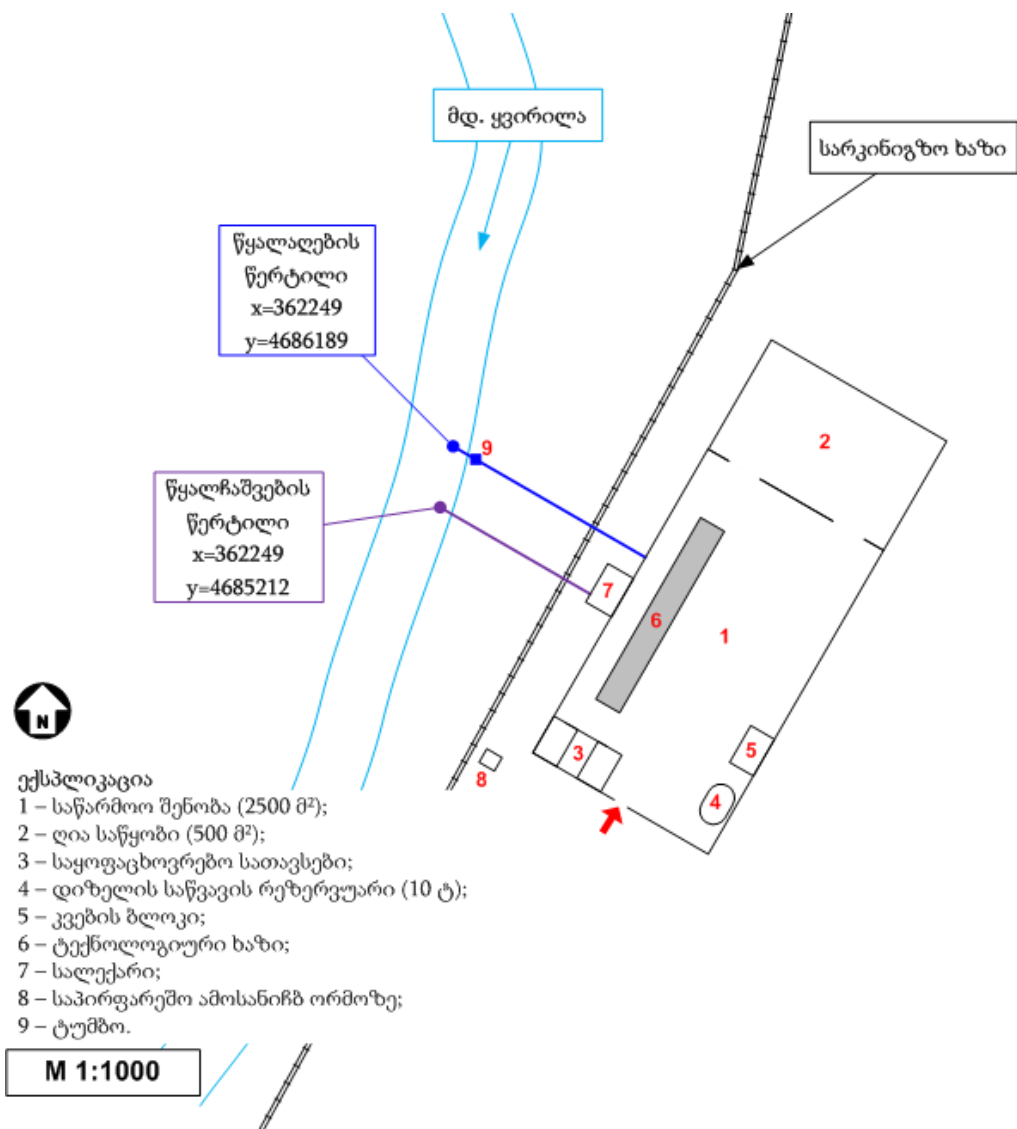 მდ. ყვირილა
სარკინიგზო ხაზი
წყალაღების
წერტილი
x=362249
y=4686189
9
2
წყალჩაშვების
წერტილი
x=362249
y=4685212
7
6
1
3
5
8
4
N
ექსპლიკაცია
1 – საწარმოო შენობა (2500 მ²);
2 – ღია საწყობი (500 მ²);
3 – საყოფაცხოვრებო სათავსები;
4 – დიზელის საწვავის რეზერვუარი (10 ტ);
5 – კვების ბლოკი;
6 – ტექნოლოგიური ხაზი;
7 – სალექარი;
8 – საპირფარეშო ამოსანიჩბ ორმოზე;
9 – ტუმბო.
M 1:1000